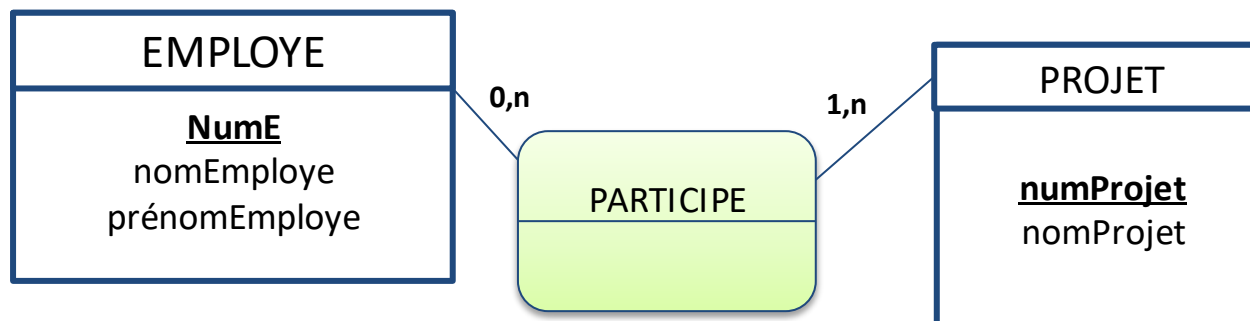 EMPLOYE
NumE
nomEmploye
prénomEmploye
0,n
PARTICIPE
1,n
PROJET
numProjet
nomProjet